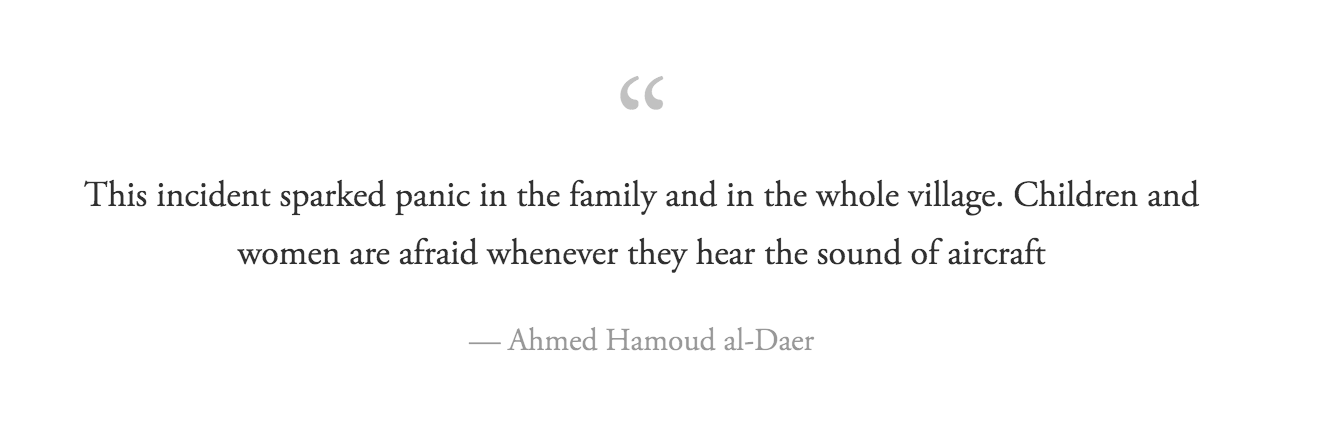 “
This incident sparked panic in the family and in the whole village. Children and
women are afraid whenever they hear the sound of aircraft
— Ahmed Hamoud al-Daer